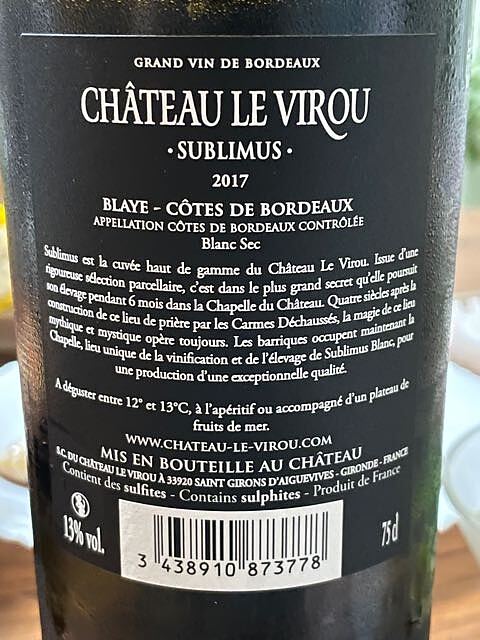 GRAND VIN DE BORDEAUX
CHÂTEAU LE VIROU
• SUBLIMUS •
2017
BLAYE - CÔTES DE BORDEAUX
APPELLATION CÔTES DE BORDEAUX CONTRÔLÉE
Blanc Sec
Sublimus est la cuvée haut de gamme du Château Le Virou. Issue d'une
rigoureuse sélection parcellaire, c'est dans le plus grand secret qu'elle poursuit
son élevage pendant 6 mois dans la Chapelle du Château. Quatre siècles après la
construction de ce lieu de prière par les Carmes Déchaussés, la magie de ce lieu
mythique et mystique opère toujours. Les barriques occupent maintenant la
Chapelle, lieu unique de la vinification et de l'élevage de Sublimus Blanc, pour
une production d'une exceptionnelle qualité.
A déguster entre 12° et 13°C, à l'apéritif ou accompagné d'un plateau de
fruits de mer.
WWW.CHATEAU-LE-VIROU.COM
MIS EN BOUTEILLE AU CHÂTEAU
S.C. DU CHÂTEAU LE VIROU À 33920 SAINT GIRONS D'AIGUEVIVES - GIRONDE - FRANCE
Contient des sulfites - Contains sulphites - Produit de France
13% vol.
75 cl
3 438910 873778